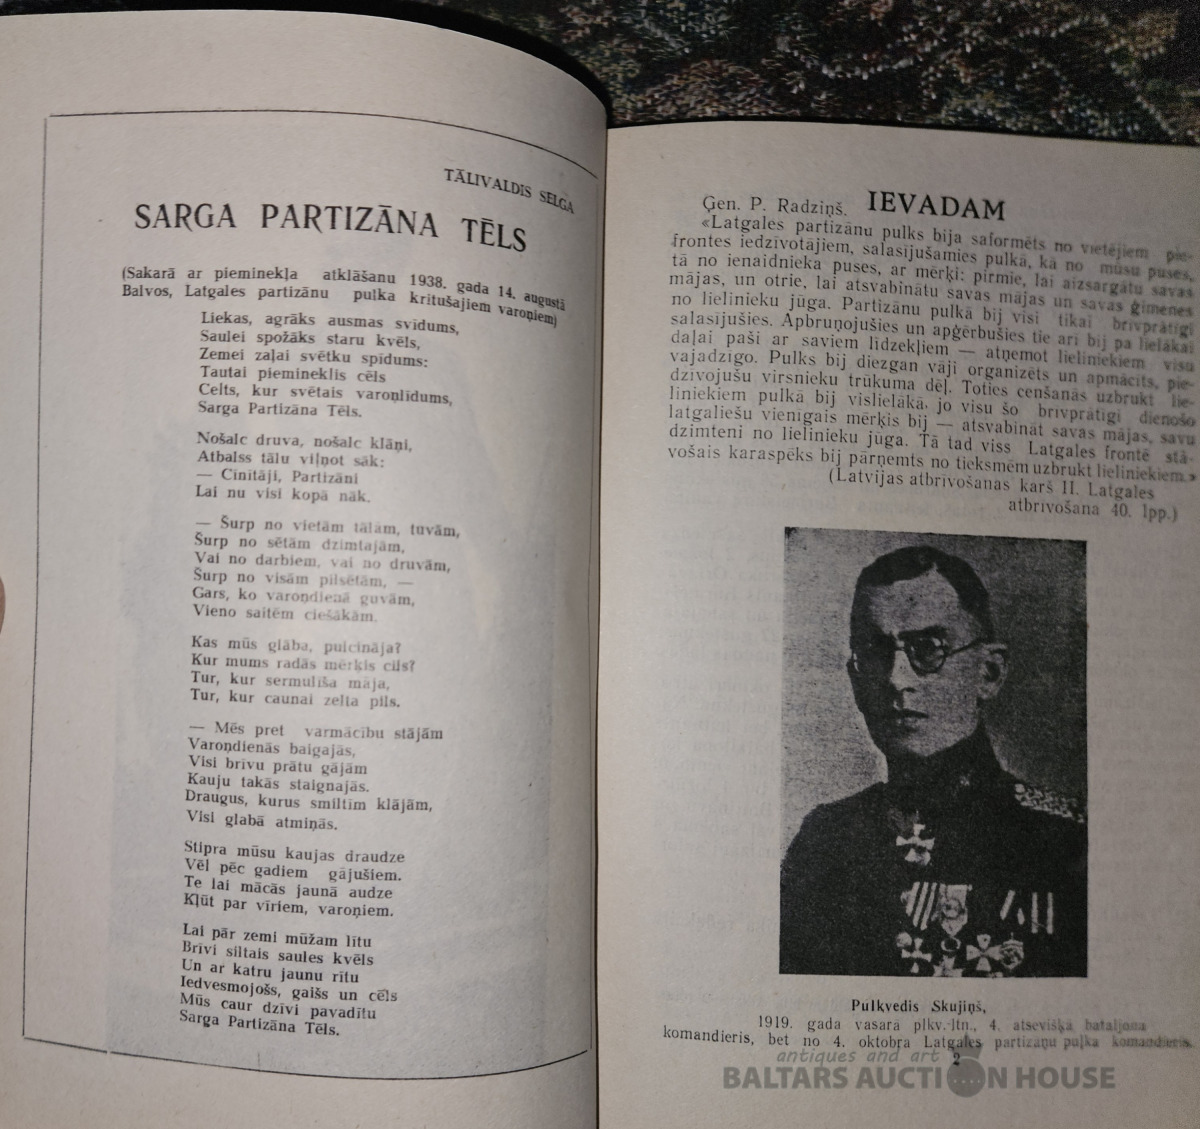 TĀLIVALDIS SELGA
SARGA PARTIZĀNA TĒLS
(Sakarā ar pieminekļa atklāšanu 1938. gada 14. augustā
Balvos, Latgales partizānu pulka kritušajiem varoņiem)
Liekas, agrāks ausmas svīdums,
Saulei spožāks staru kvēls,
Zemei zaļai svētku spīdums:
Tautai piemineklis cēls
Celts, kur svētais varoņlīdums,
Sarga Partizāna Tēls.
Nošalc druva, nošalc klāņi,
Atbalss tālu viļņot sāk:
— Cīnītāji, Partizāni
Lai nu visi kopā nāk.
— Šurp no vietām tālām, tuvām,
Šurp no sētām dzimtajām,
Vai no darbiem, vai no druvām,
Šurp no visām pilsētām, —
Gars, ko varoņdienā guvām,
Vieno saitēm ciešākām.
Kas mūs glāba, pulcināja?
Kur mums radās mērķis cils?
Tur, kur sermulīša māja,
Tur, kur caunai zelta pils.
— Mēs pret varmācību stājām
Varoņdienās baigajās,
Visi brīvu prātu gājām
Kauju takās staignajās.
Draugus, kurus smiltīm klājām,
Visi glabā atmiņās.
Stipra mūsu kaujas draudze
Vēl pēc gadiem gājušiem.
Te lai mācās jaunā audze
Kļūt par vīriem, varoņiem.
Lai pār zemi mūžam lītu
Brīvi siltais saules kvēls
Un ar katru jaunu rītu
Iedvesmojošs, gaišs un cēls
Mūs caur dzīvi pavadītu
Sarga Partizāna Tēls.
IEVADAM
Ģen. P. Radziņš.
«Latgales partizānu pulks bija saformēts no vietējiem pie-
frontes iedzīvotājiem, salasījušamies pulkā, kā no mūsu puses,
tā no ienaidnieka puses, ar mērķi: pirmie, lai aizsargātu savas
mājas, un otrie, lai atsvabinātu savas mājas un savas ģimenes
no lielinieku jūga. Partizānu pulkā bij visi tikai brīvprātīgi
salasījušies. Apbruņojušies un apģērbušies tie arī bij pa lielākai
daļai paši ar saviem līdzekļiem — atņemot lieliniekiem visu
vajadzīgo. Pulks bij diezgan vāji organizēts un apmācīts, pie-
dzīvojušu virsnieku trūkuma dēļ. Toties cenšanās uzbrukt lie-
liniekiem pulkā bij vislielākā, jo visu šo brīvprātīgi dienošo
latgaliešu vienīgais mērķis bij — atsvabināt savas mājas, savu
dzimteni no lielinieku jūga. Tā tad viss Latgales frontē stā-
vošais karaspēks bij pārņemts no tieksmēm uzbrukt lieliniekiem.»
(Latvijas atbrīvošanas karš II. Latgales
atbrīvošana 40. lpp.)
Pulkvedis Skujiņš,
1919. gada vasarā plkv.-ltn., 4. atsevišķā bataljona
komandieris, bet no 4. oktobra Latgales partizāņu pulka komandieris.
2
antiques and art
BALTARS AUCTION HOUSE